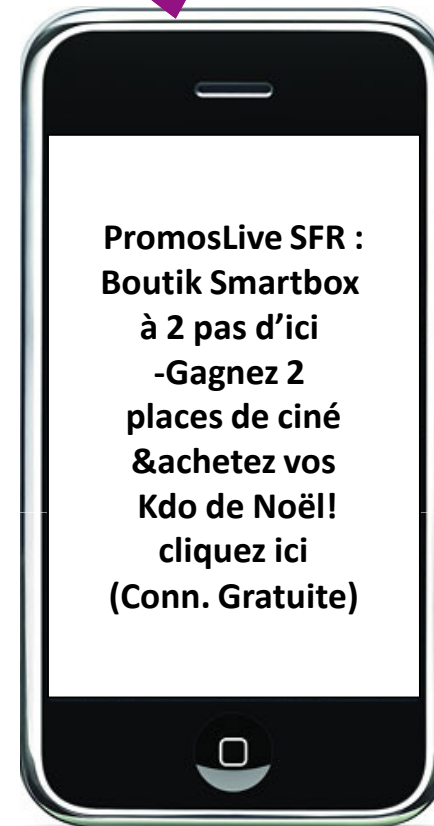 PromosLive SFR :
Boutik Smartbox
à 2 pas d’ici
-Gagnez 2
places de ciné
&achetez vos
Kdo de Noël!
cliquez ici
(Conn. Gratuite)